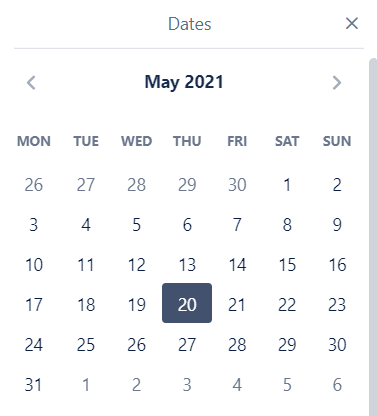 Dates
May 2021
MON TUE WED THU FRI SAT SUN
26 27 28 29 30 1 2
3 4 5 6 7 8 9
10 11 12 13 14 15 16
17 18 19 20 21 22 23
24 25 26 27 28 29 30
31 1 2 3 4 5 6